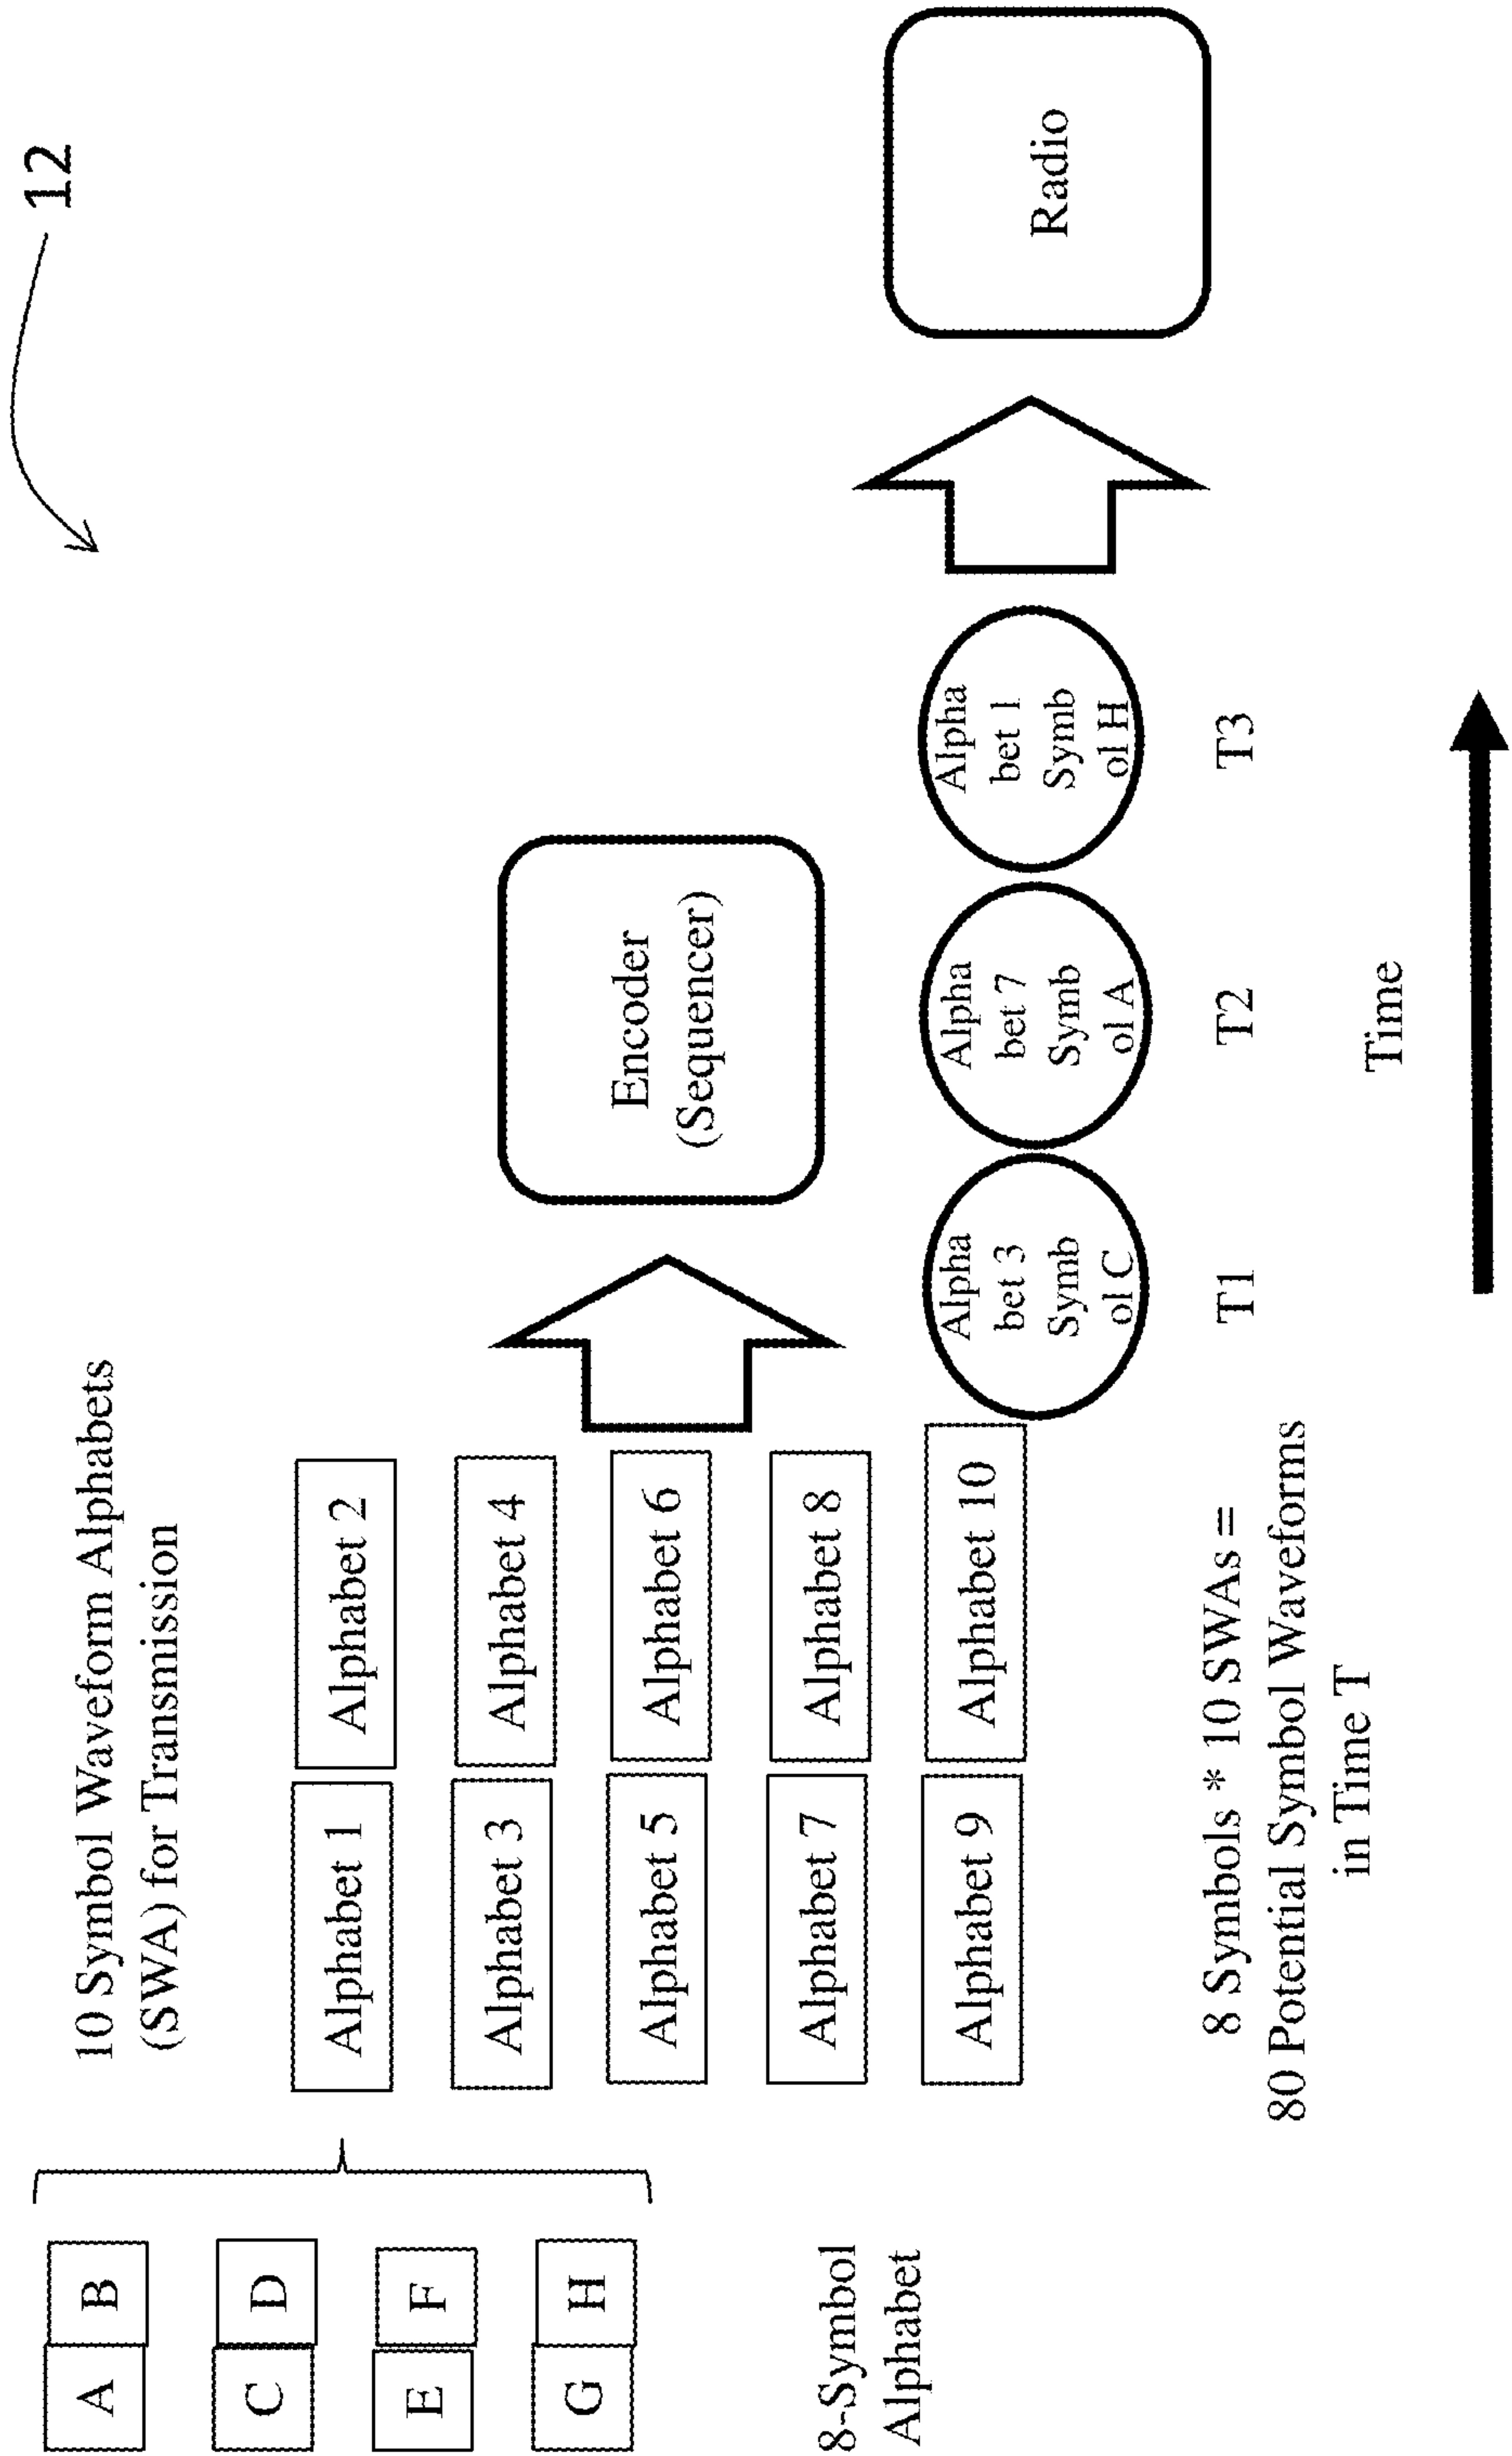 12
A B
C D
E F
G H
8-Symbol
Alphabet
10 Symbol Waveform Alphabets
(SWA) for Transmission
Alphabet 1 Alphabet 2
Alphabet 3 Alphabet 4
Alphabet 5 Alphabet 6
Alphabet 7 Alphabet 8
Alphabet 9 Alphabet 10
8 Symbols * 10 SWAs =
80 Potential Symbol Waveforms
in Time T
Encoder
(Sequencer)
Alpha
bet 3
Symb
ol C
T1
Alpha
bet 7
Symb
ol A
T2
Alpha
bet 1
Symb
ol H
T3
Time
Radio